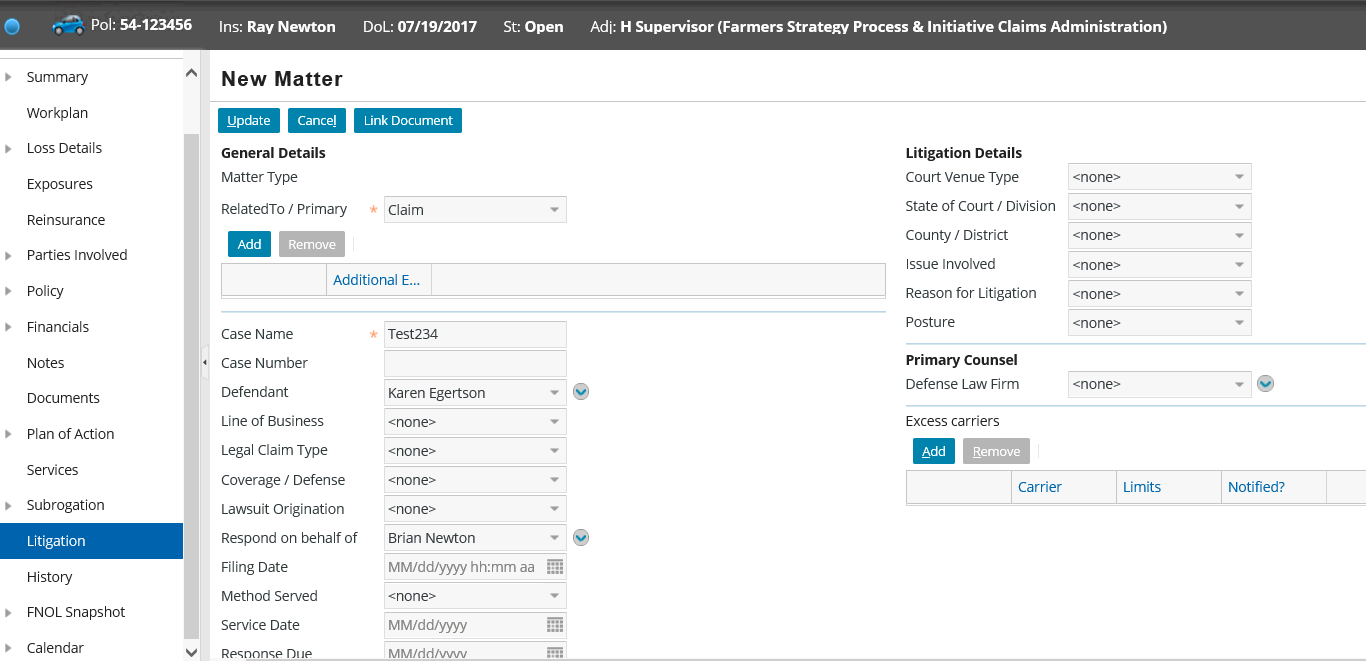 Pol: 54-123456 Ins: Ray Newton DoL: 07/19/2017 St: Open Adj: H Supervisor (Farmers Strategy Process & Initiative Claims Administration)
Summary
Workplan
Loss Details
Exposures
Reinsurance
Parties Involved
Policy
Financials
Notes
Documents
Plan of Action
Services
Subrogation
Litigation
History
FNOL Snapshot
Calendar
New Matter
Update Cancel Link Document
General Details
Matter Type
RelatedTo / Primary * Claim
Add Remove
Additional E...
Case Name * Test234
Case Number
Defendant Karen Egertson
Line of Business <none>
Legal Claim Type <none>
Coverage / Defense <none>
Lawsuit Origination <none>
Respond on behalf of Brian Newton
Filing Date MM/dd/yyyy hh:mm aa
Method Served <none>
Service Date MM/dd/yyyy
Response Due MM/dd/yyyy
Litigation Details
Court Venue Type <none>
State of Court / Division <none>
County / District <none>
Issue Involved <none>
Reason for Litigation <none>
Posture <none>
Primary Counsel
Defense Law Firm <none>
Excess carriers
Add Remove
Carrier Limits Notified?